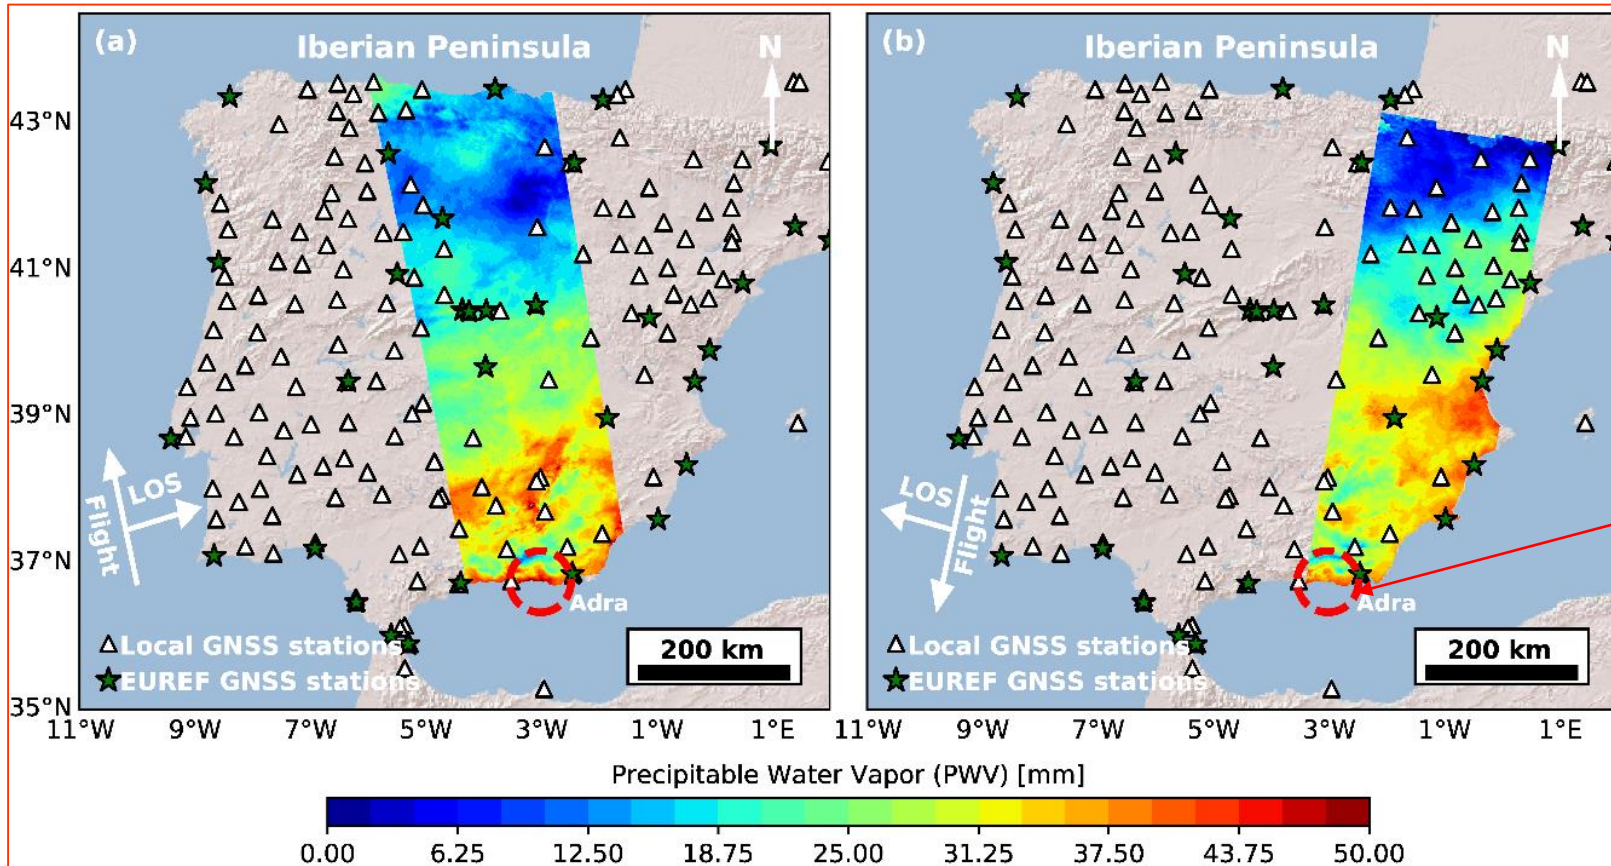 (a)
Iberian Peninsula
N
43°N
41°N
39°N
37°N
35°N
Flight
LOS
Adra
Local GNSS stations
EUREF GNSS stations
200 km
11°W 9°W 7°W 5°W 3°W 1°W 1°E
(b)
Iberian Peninsula
N
LOS
Flight
Adra
Local GNSS stations
EUREF GNSS stations
200 km
11°W 9°W 7°W 5°W 3°W 1°W 1°E
Precipitable Water Vapor (PWV) [mm]
0.00 6.25 12.50 18.75 25.00 31.25 37.50 43.75 50.00